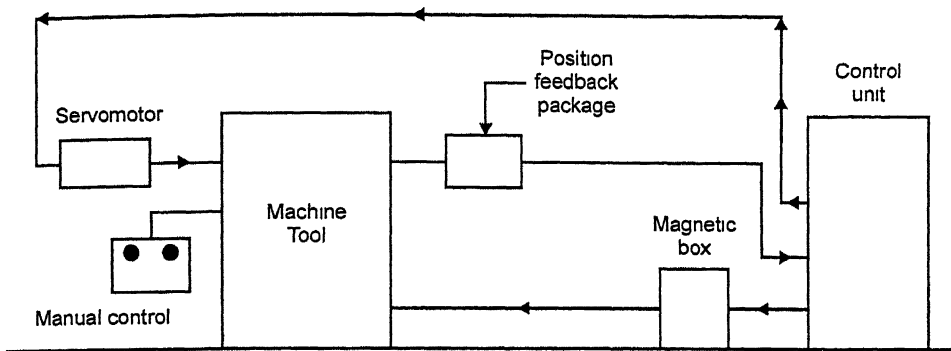 Position
feedback
package
Control
unit
Servomotor
Machine
Tool
Magnetic
box
Manual control